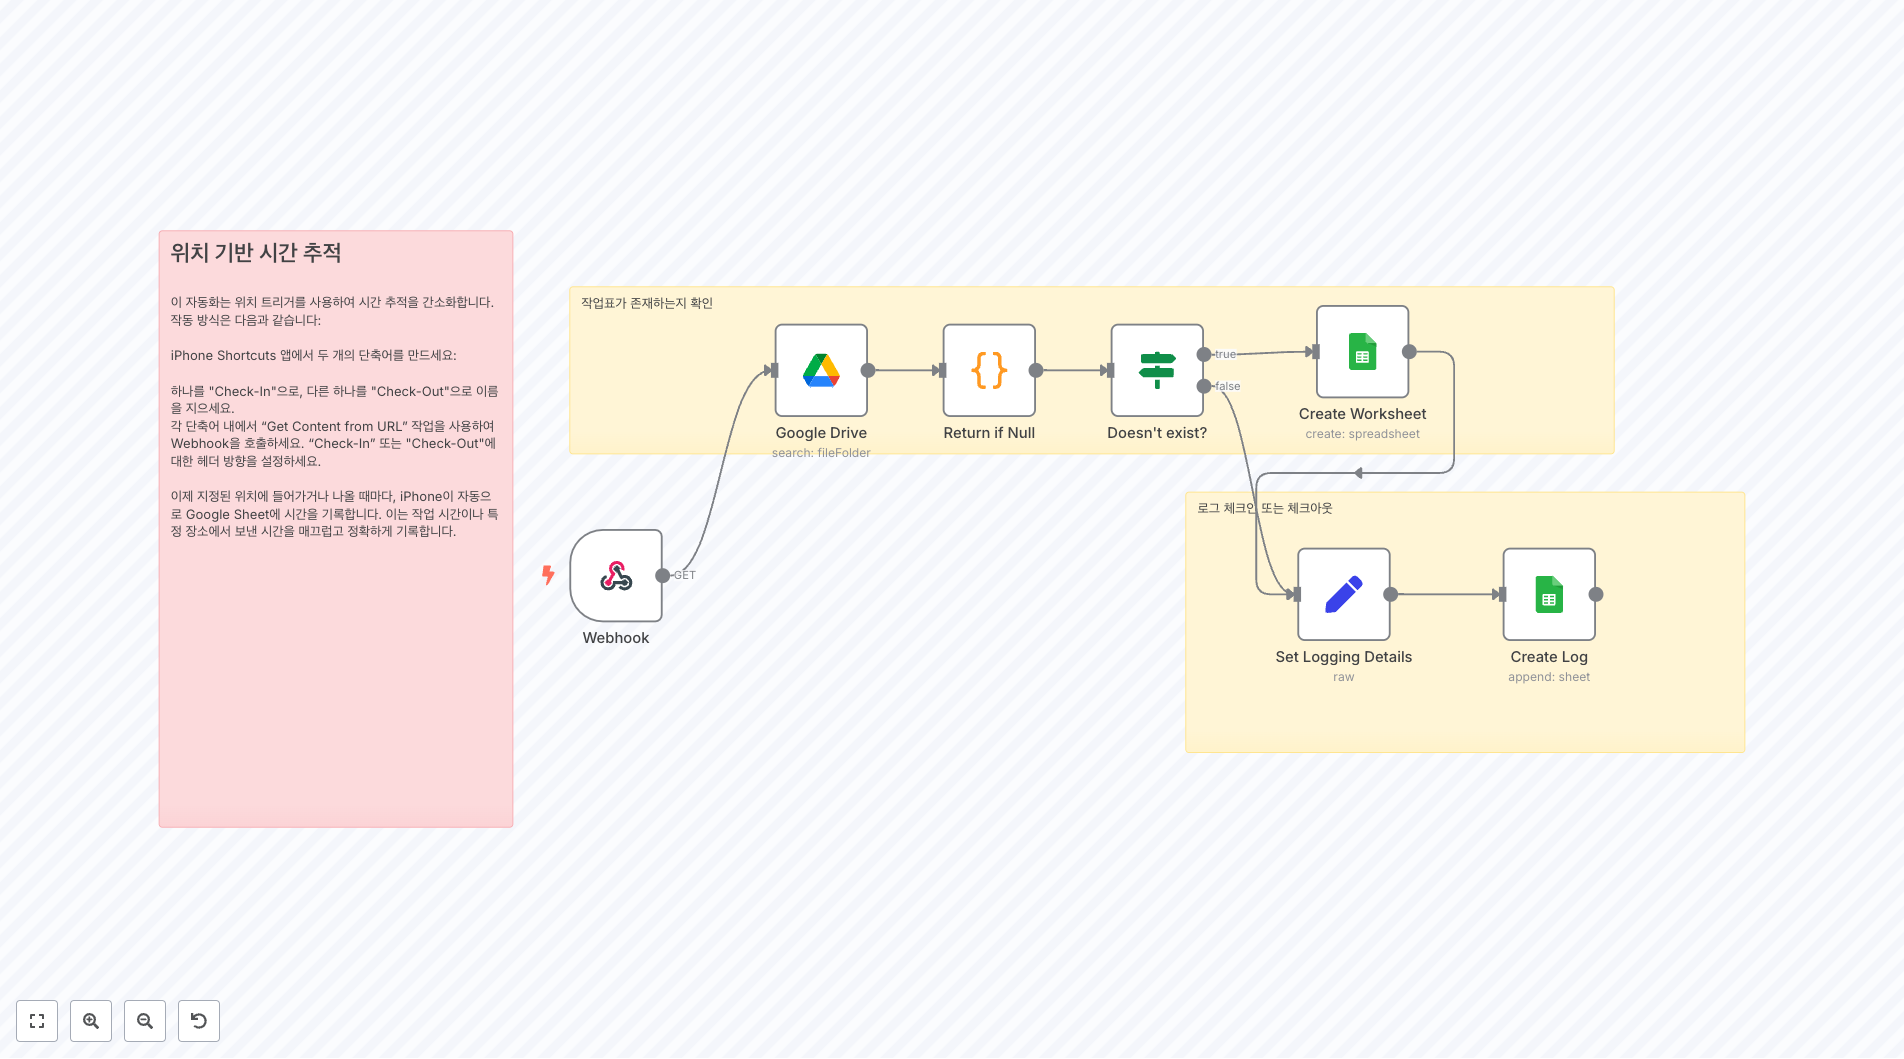 위치 기반 시간 추적
이 자동화는 위치 트리거를 사용하여 시간 추적을 간소화합니다.
작동 방식은 다음과 같습니다:
iPhone Shortcuts 앱에서 두 개의 단축어를 만드세요:
하나를 "Check-In"으로, 다른 하나를 "Check-Out"으로 이름
을 지으세요.
각 단축어 내에서 “Get Content from URL” 작업을 사용하여
Webhook을 호출하세요. “Check-In” 또는 "Check-Out"에
대한 헤더 방향을 설정하세요.
이제 지정된 위치에 들어가거나 나올 때마다, iPhone이 자동으
로 Google Sheet에 시간을 기록합니다. 이는 작업 시간이나 특
정 장소에서 보낸 시간을 매끄럽고 정확하게 기록합니다.
작업표가 존재하는지 확인
Google Drive
search: fileFolder
Return if Null
Doesn't exist?
true
false
Create Worksheet
create: spreadsheet
GET
Webhook
로그 체크인 또는 체크아웃
Set Logging Details
raw
Create Log
append: sheet